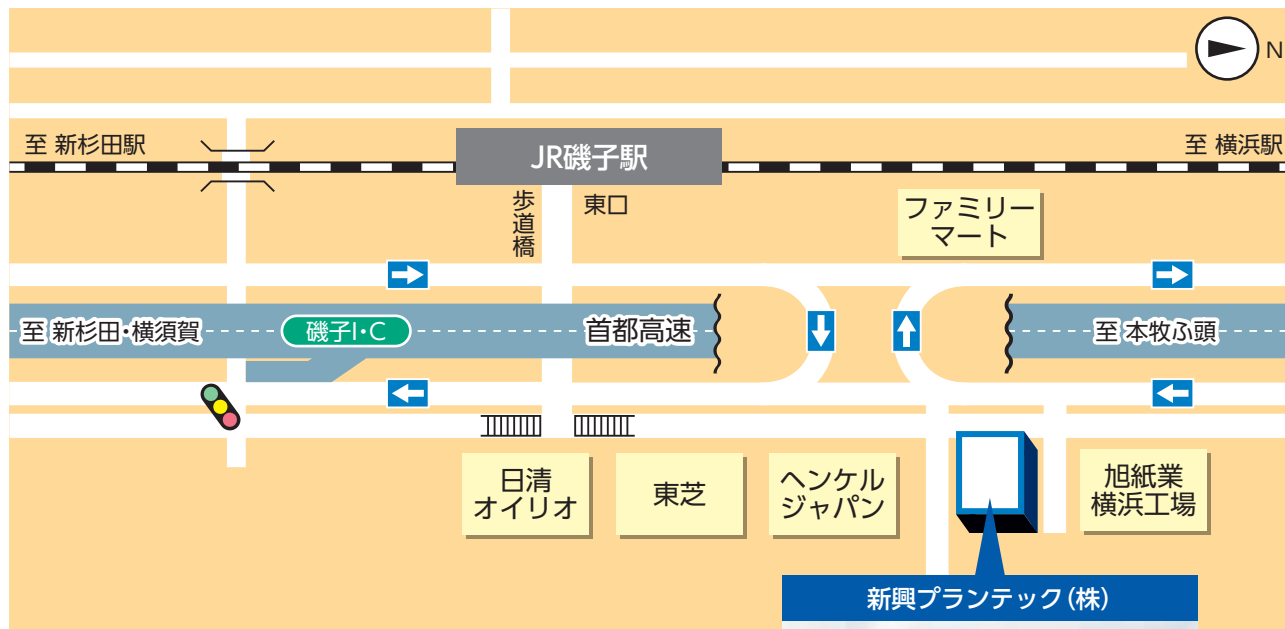 N
至 新杉田駅
JR磯子駅
至 横浜駅
歩道橋
東口
ファミリー
マート
至 新杉田・横須賀
磯子I・C
首都高速
至 本牧ふ頭
日清
オイリオ
東芝
ヘンケル
ジャパン
旭紙業
横浜工場
新興プランテック(株)